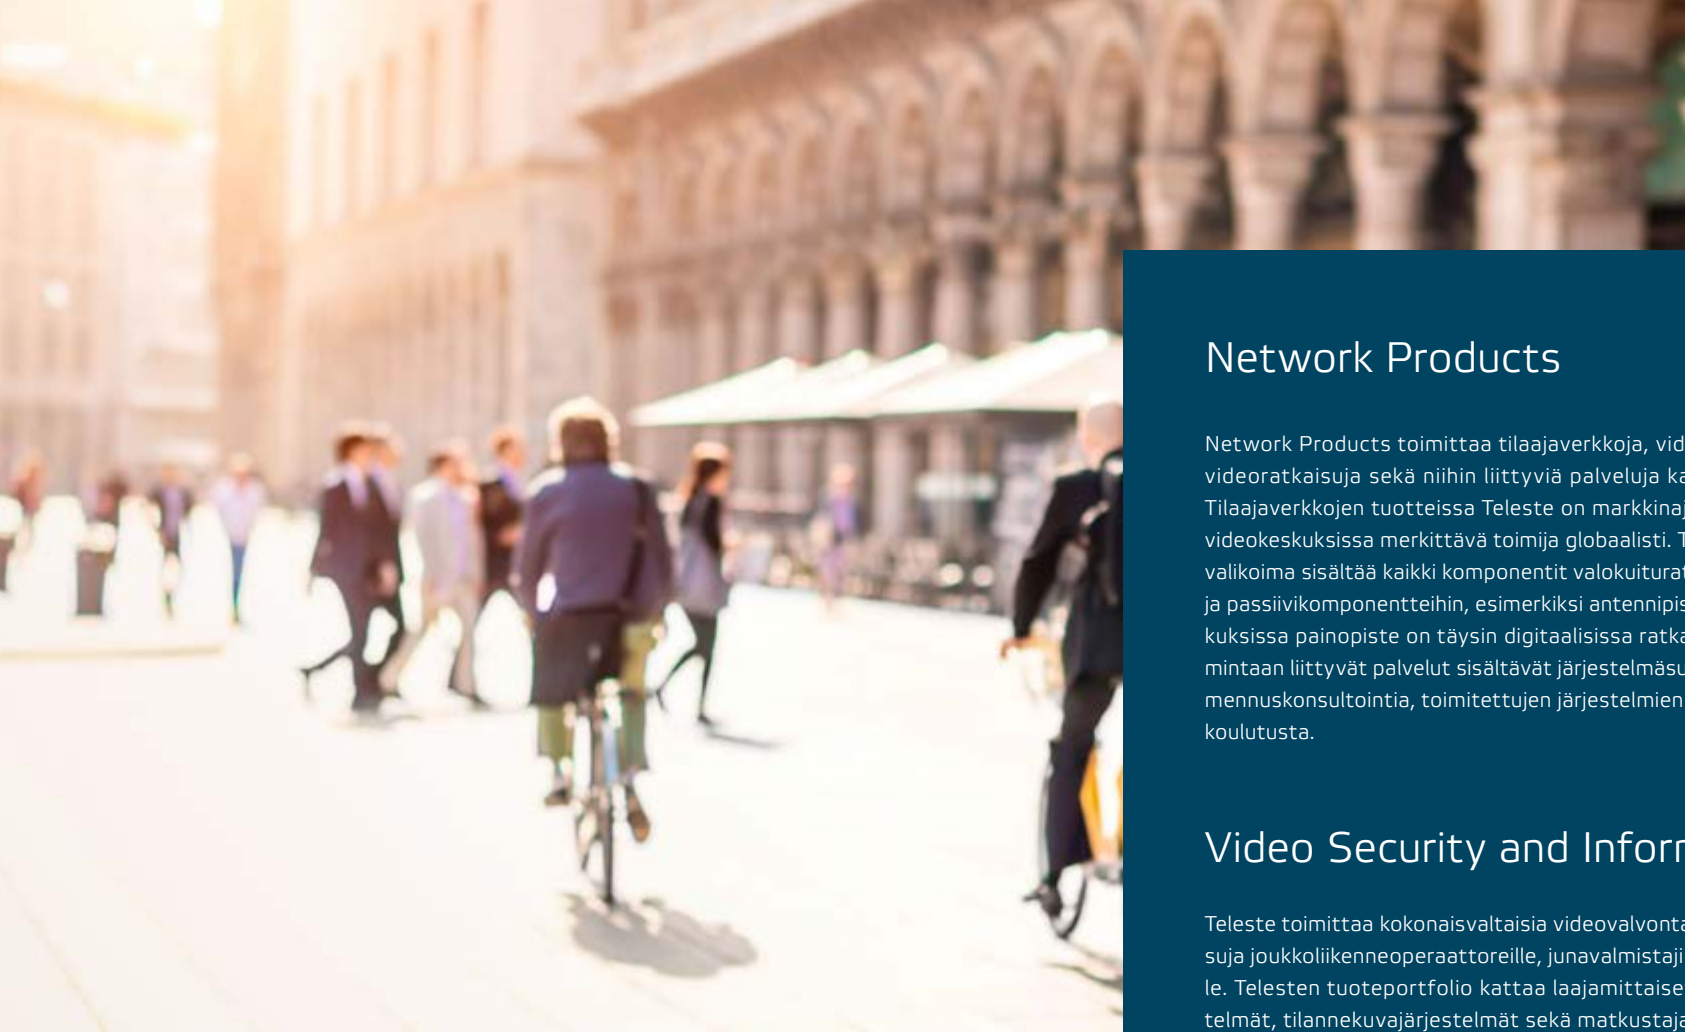 Network Products
Network Products toimittaa tilaajaverkkoja, vid
videoratkaisuja sekä niihin liittyviä palveluja ka
Tilaajaverkkojen tuotteissa Teleste on markkinaj
videokeskuksissa merkittävä toimija globaalisti. T
valikoima sisältää kaikki komponentit valokuiturat
ja passiivikomponentteihin, esimerkiksi antennipis
kuksissa painopiste on täysin digitaalisissa ratka
mintaan liittyvät palvelut sisältävät järjestelmäsu
mennuskonsultointia, toimitettujen järjestelmien
koulutusta.
Video Security and Inform
Teleste toimittaa kokonaisvaltaisia videovalvonta
suja joukkoliikenneoperaattoreille, junavalmistaji
le. Telesten tuoteportfolio kattaa laajamittaise
telmät, tilannekuvajärjestelmät sekä matkustaja